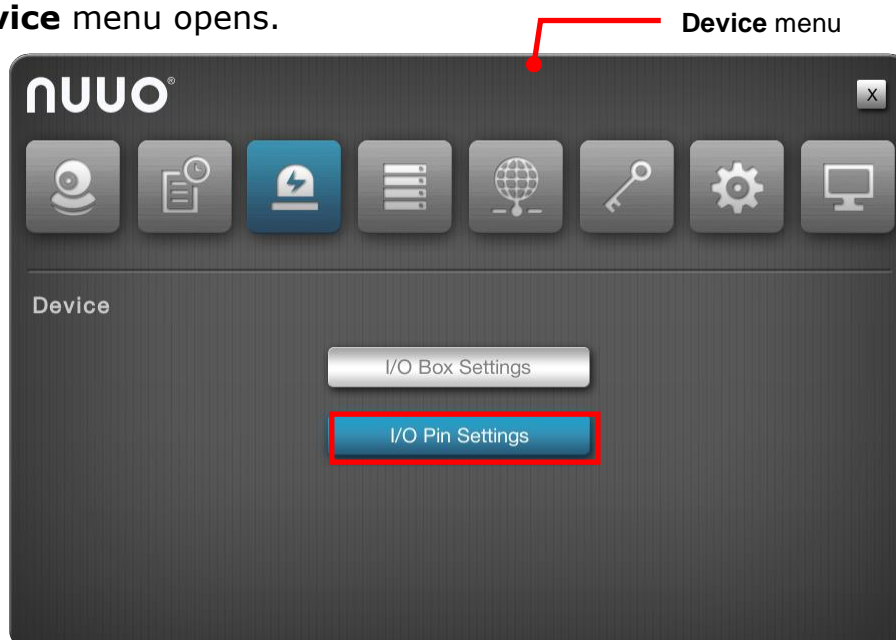 vice menu opens.
Device menu
nuuo®
X
Device
I/O Box Settings
I/O Pin Settings